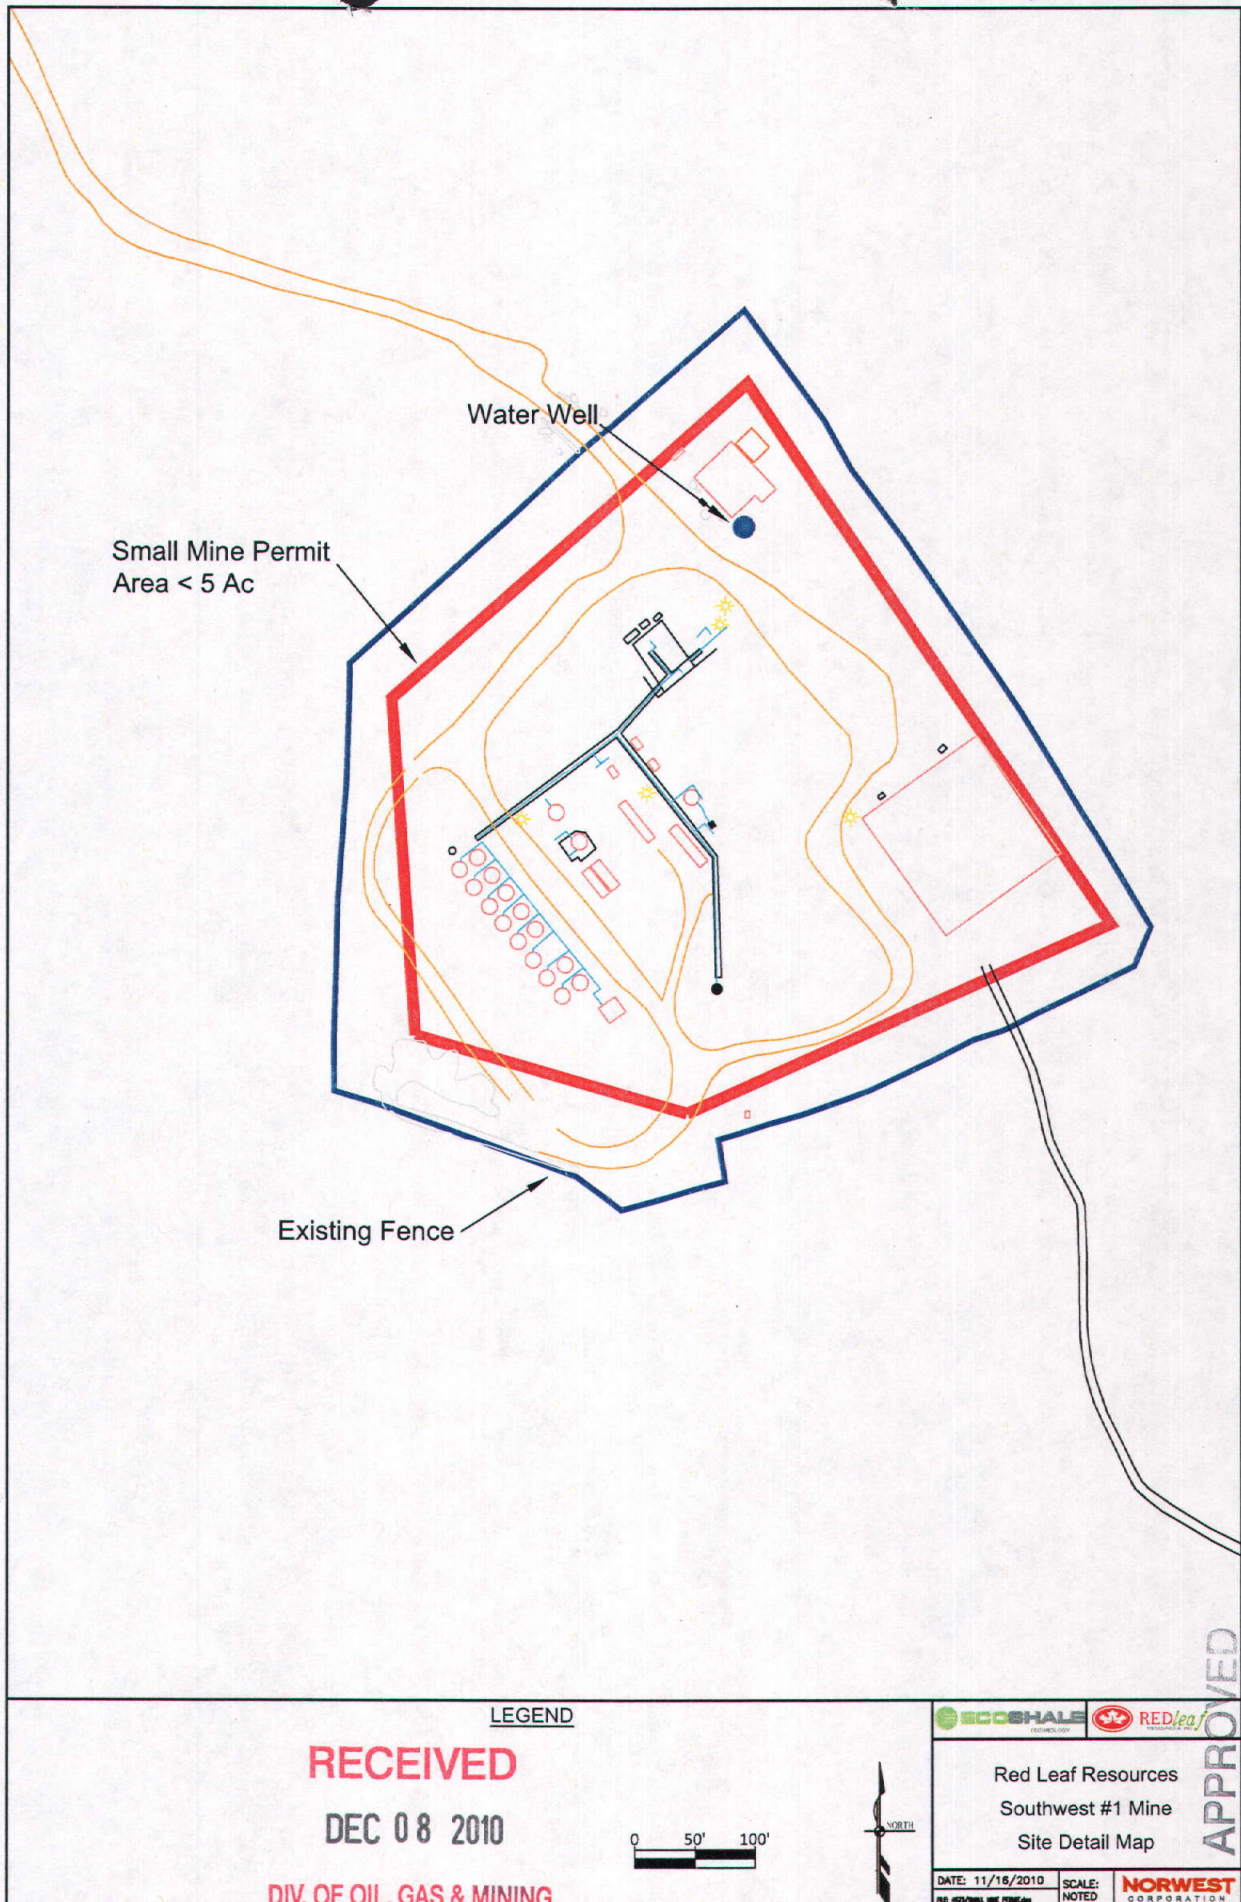 Water Well
Small Mine Permit
Area < 5 Ac
Existing Fence
LEGEND
RECEIVED
DEC 08 2010
DIV. OF OIL, GAS & MINING
0 50' 100'
NORTH
ECOSHALE
TECHNOLOGY
REDleaf
Red Leaf Resources
Southwest #1 Mine
Site Detail Map
APPROVED
DATE: 11/16/2010
SCALE:
NOTED
NORWEST
CORPORATION